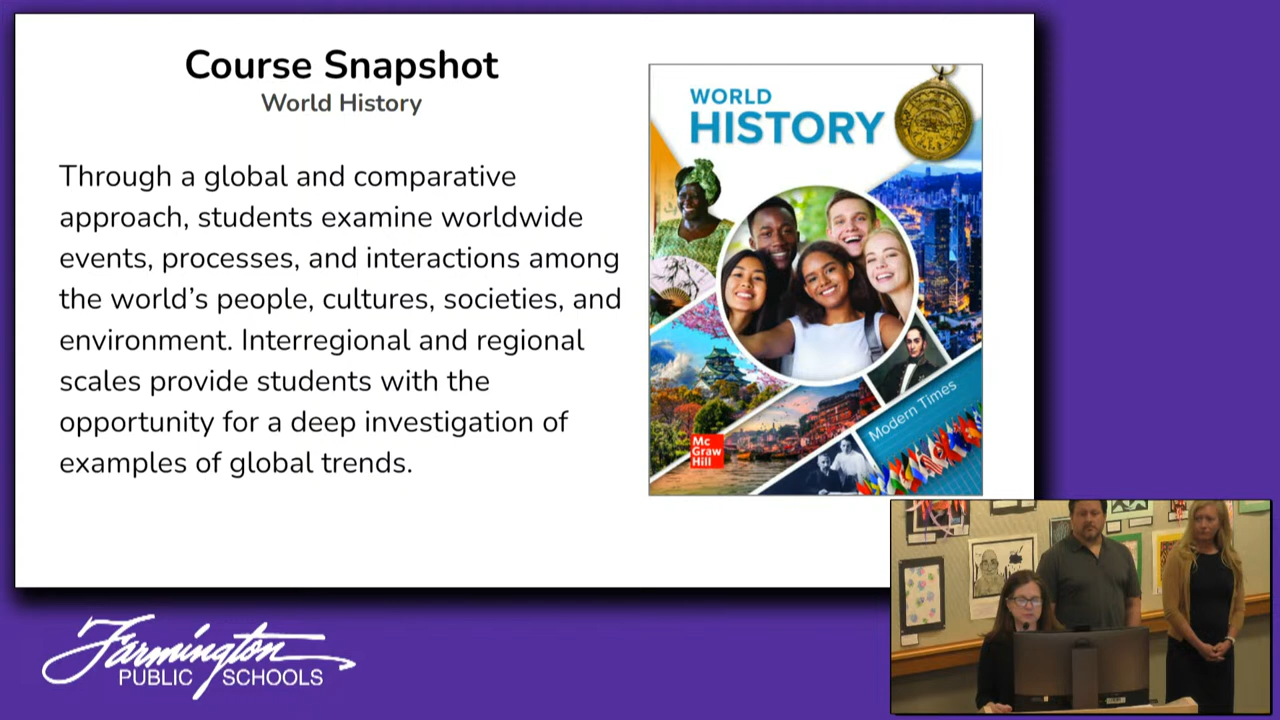 Course Snapshot
World History
Through a global and comparative
approach, students examine worldwide
events, processes, and interactions among
the world's people, cultures, societies, and
environment. Interregional and regional
scales provide students with the
opportunity for a deep investigation of
examples of global trends.
WORLD
HISTORY
Modern Times
Mc
Graw
Hill
Farmington
PUBLIC SCHOOLS